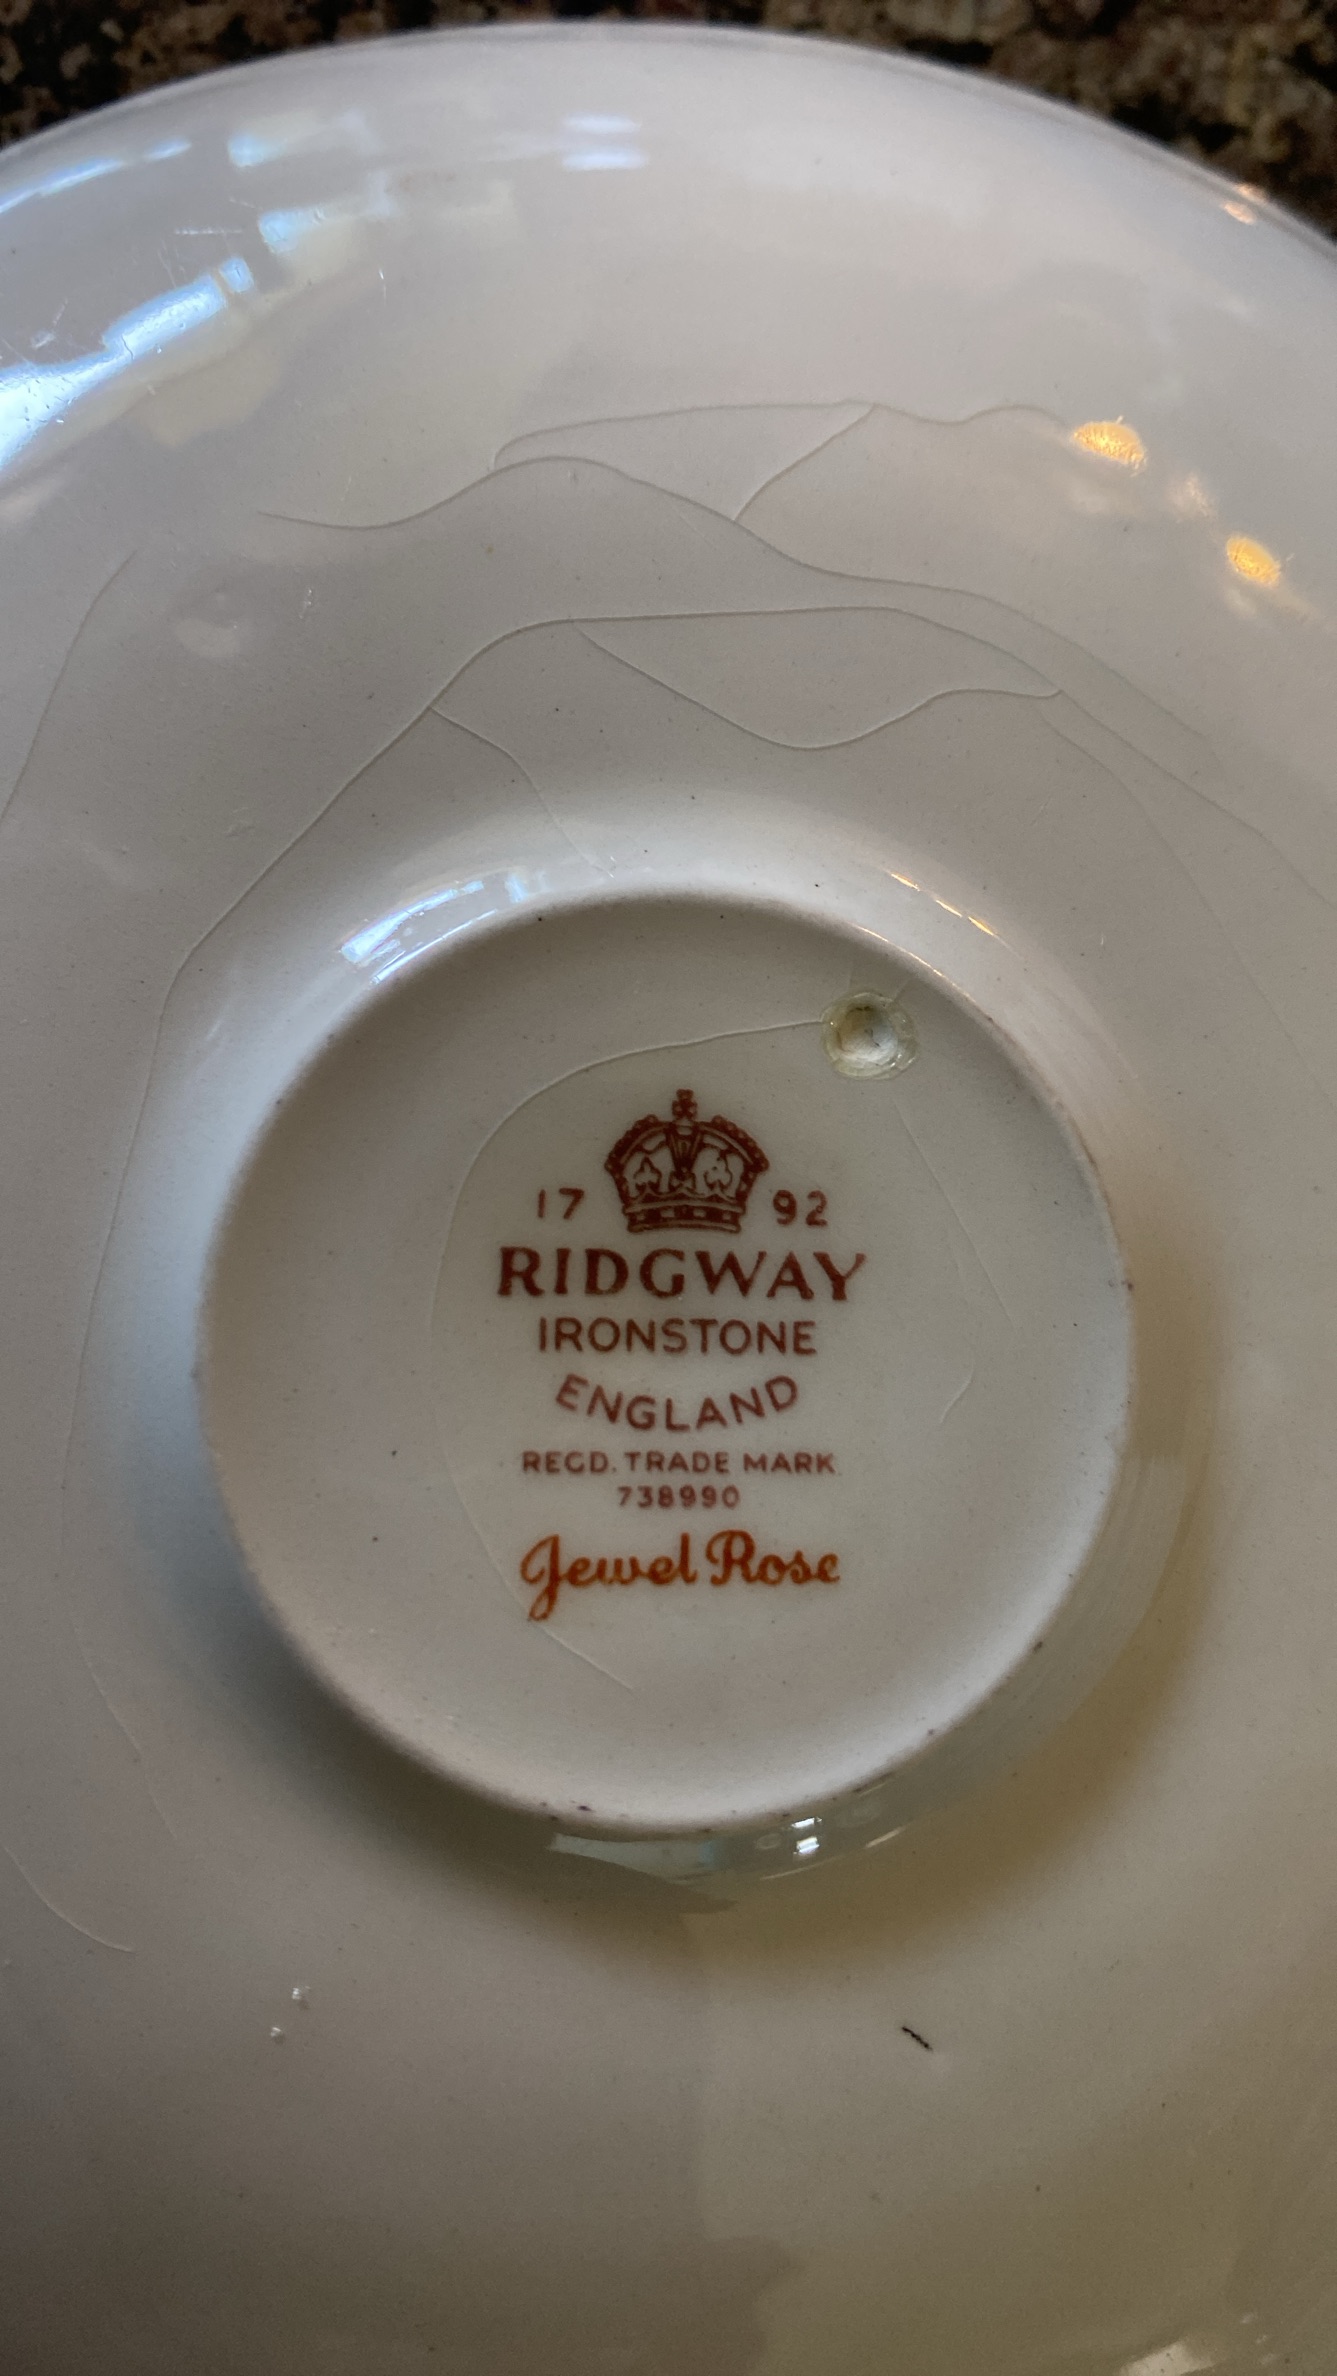 17 92
RIDGWAY
IRONSTONE
ENGLAND
REGD. TRADE MARK
738990
Jewel Rose